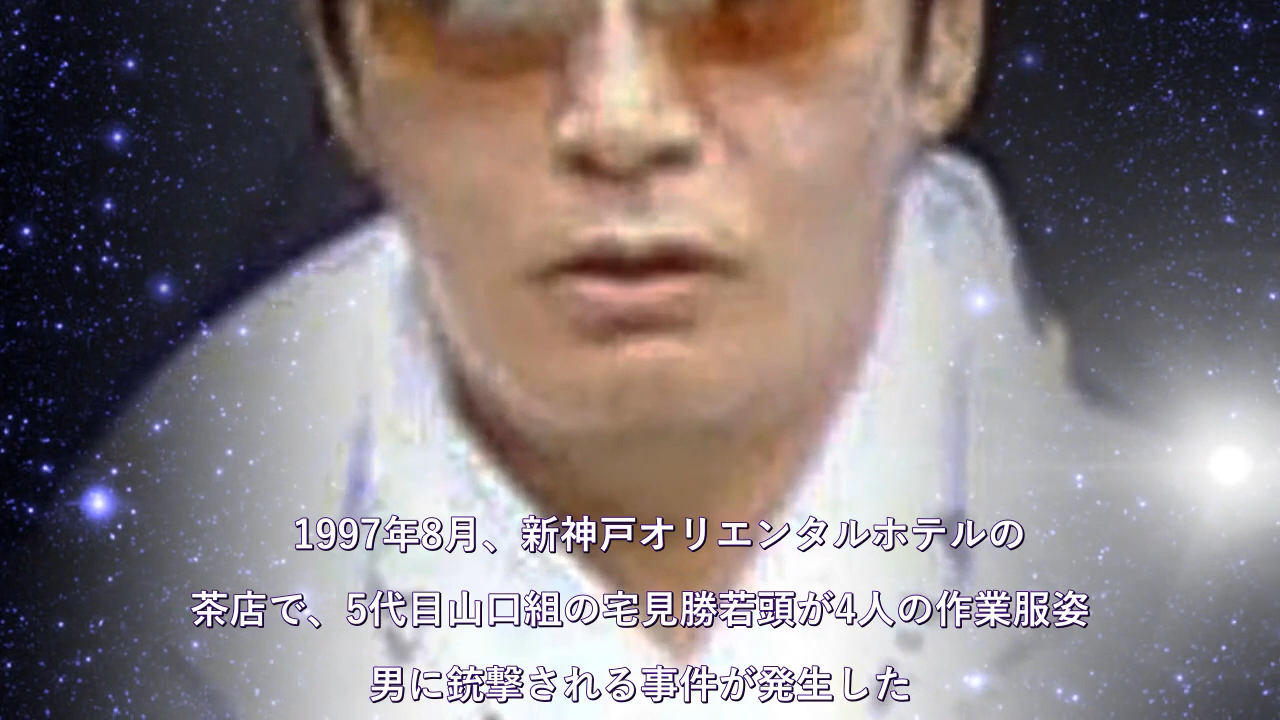 1997年8月、新神戸オリエンタルホテルの
茶店で、5代目山口組の宅見勝若頭が4人の作業服姿
男に銃撃される事件が発生した